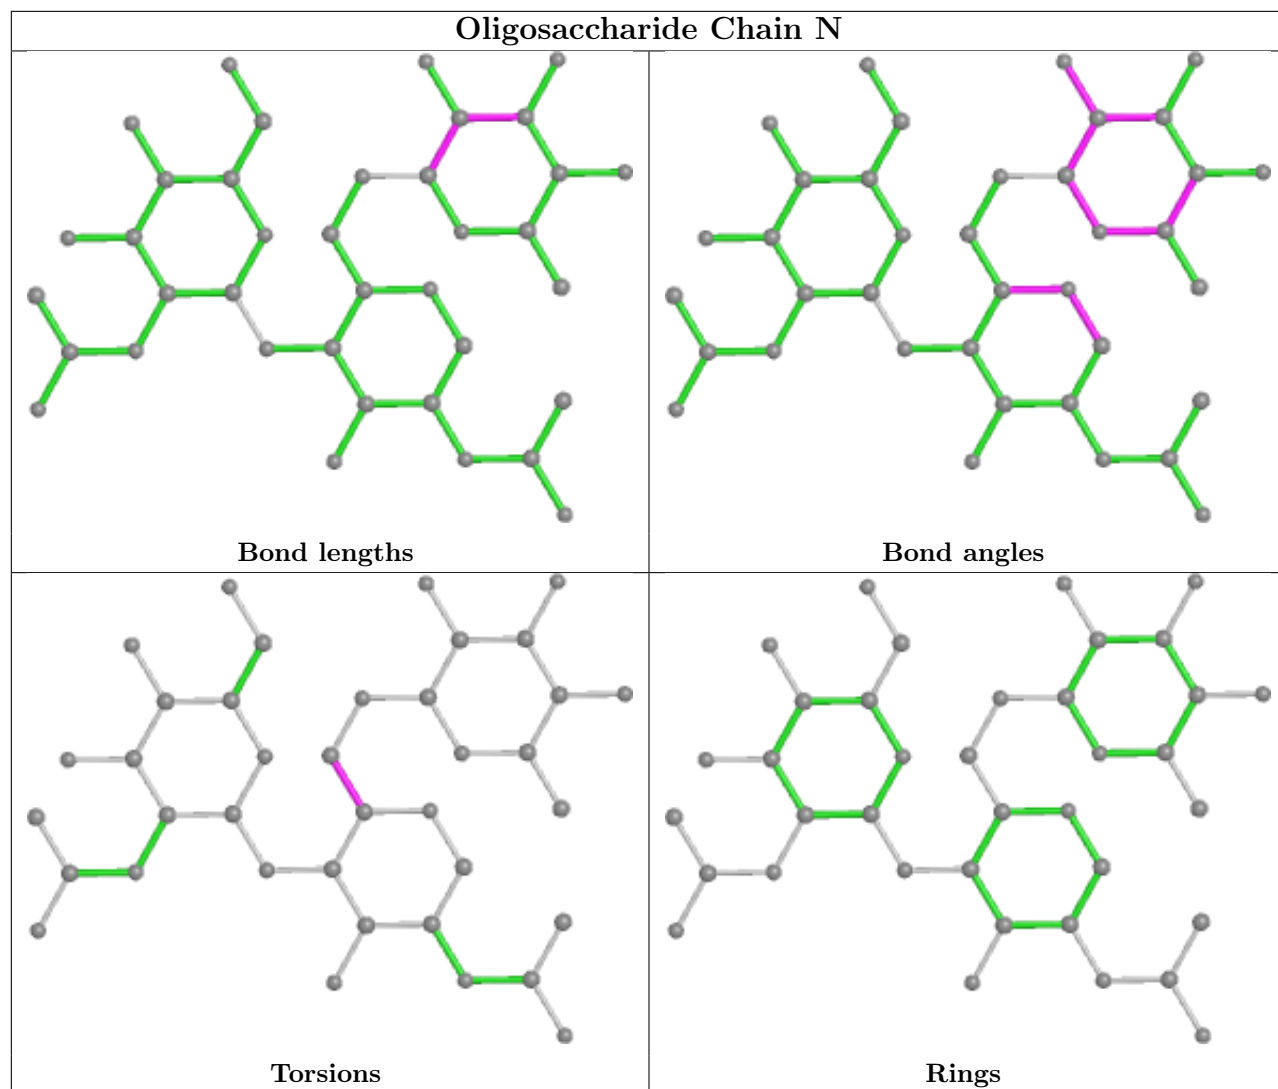 Oligosaccharide Chain N
Bond lengths
Bond angles
Torsions
Rings